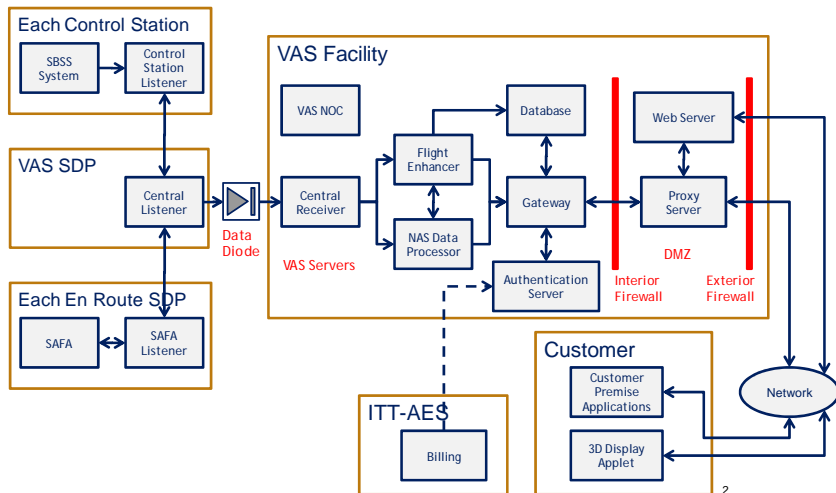 Each Control Station
SBSS
System
Control
Station
Listener
VAS SDP
Central
Listener
Data
Diode
Each En Route SDP
SAFA
SAFA
Listener
VAS Facility
VAS NOC
Database
Web Server
Flight
Enhancer
Central
Receiver
Gateway
Proxy
Server
NAS Data
Processor
VAS Servers
DMZ
Authentication
Server
Interior
Firewall
Exterior
Firewall
ITT-AES
Billing
Customer
Customer
Premise
Applications
3D Display
Applet
Network
2